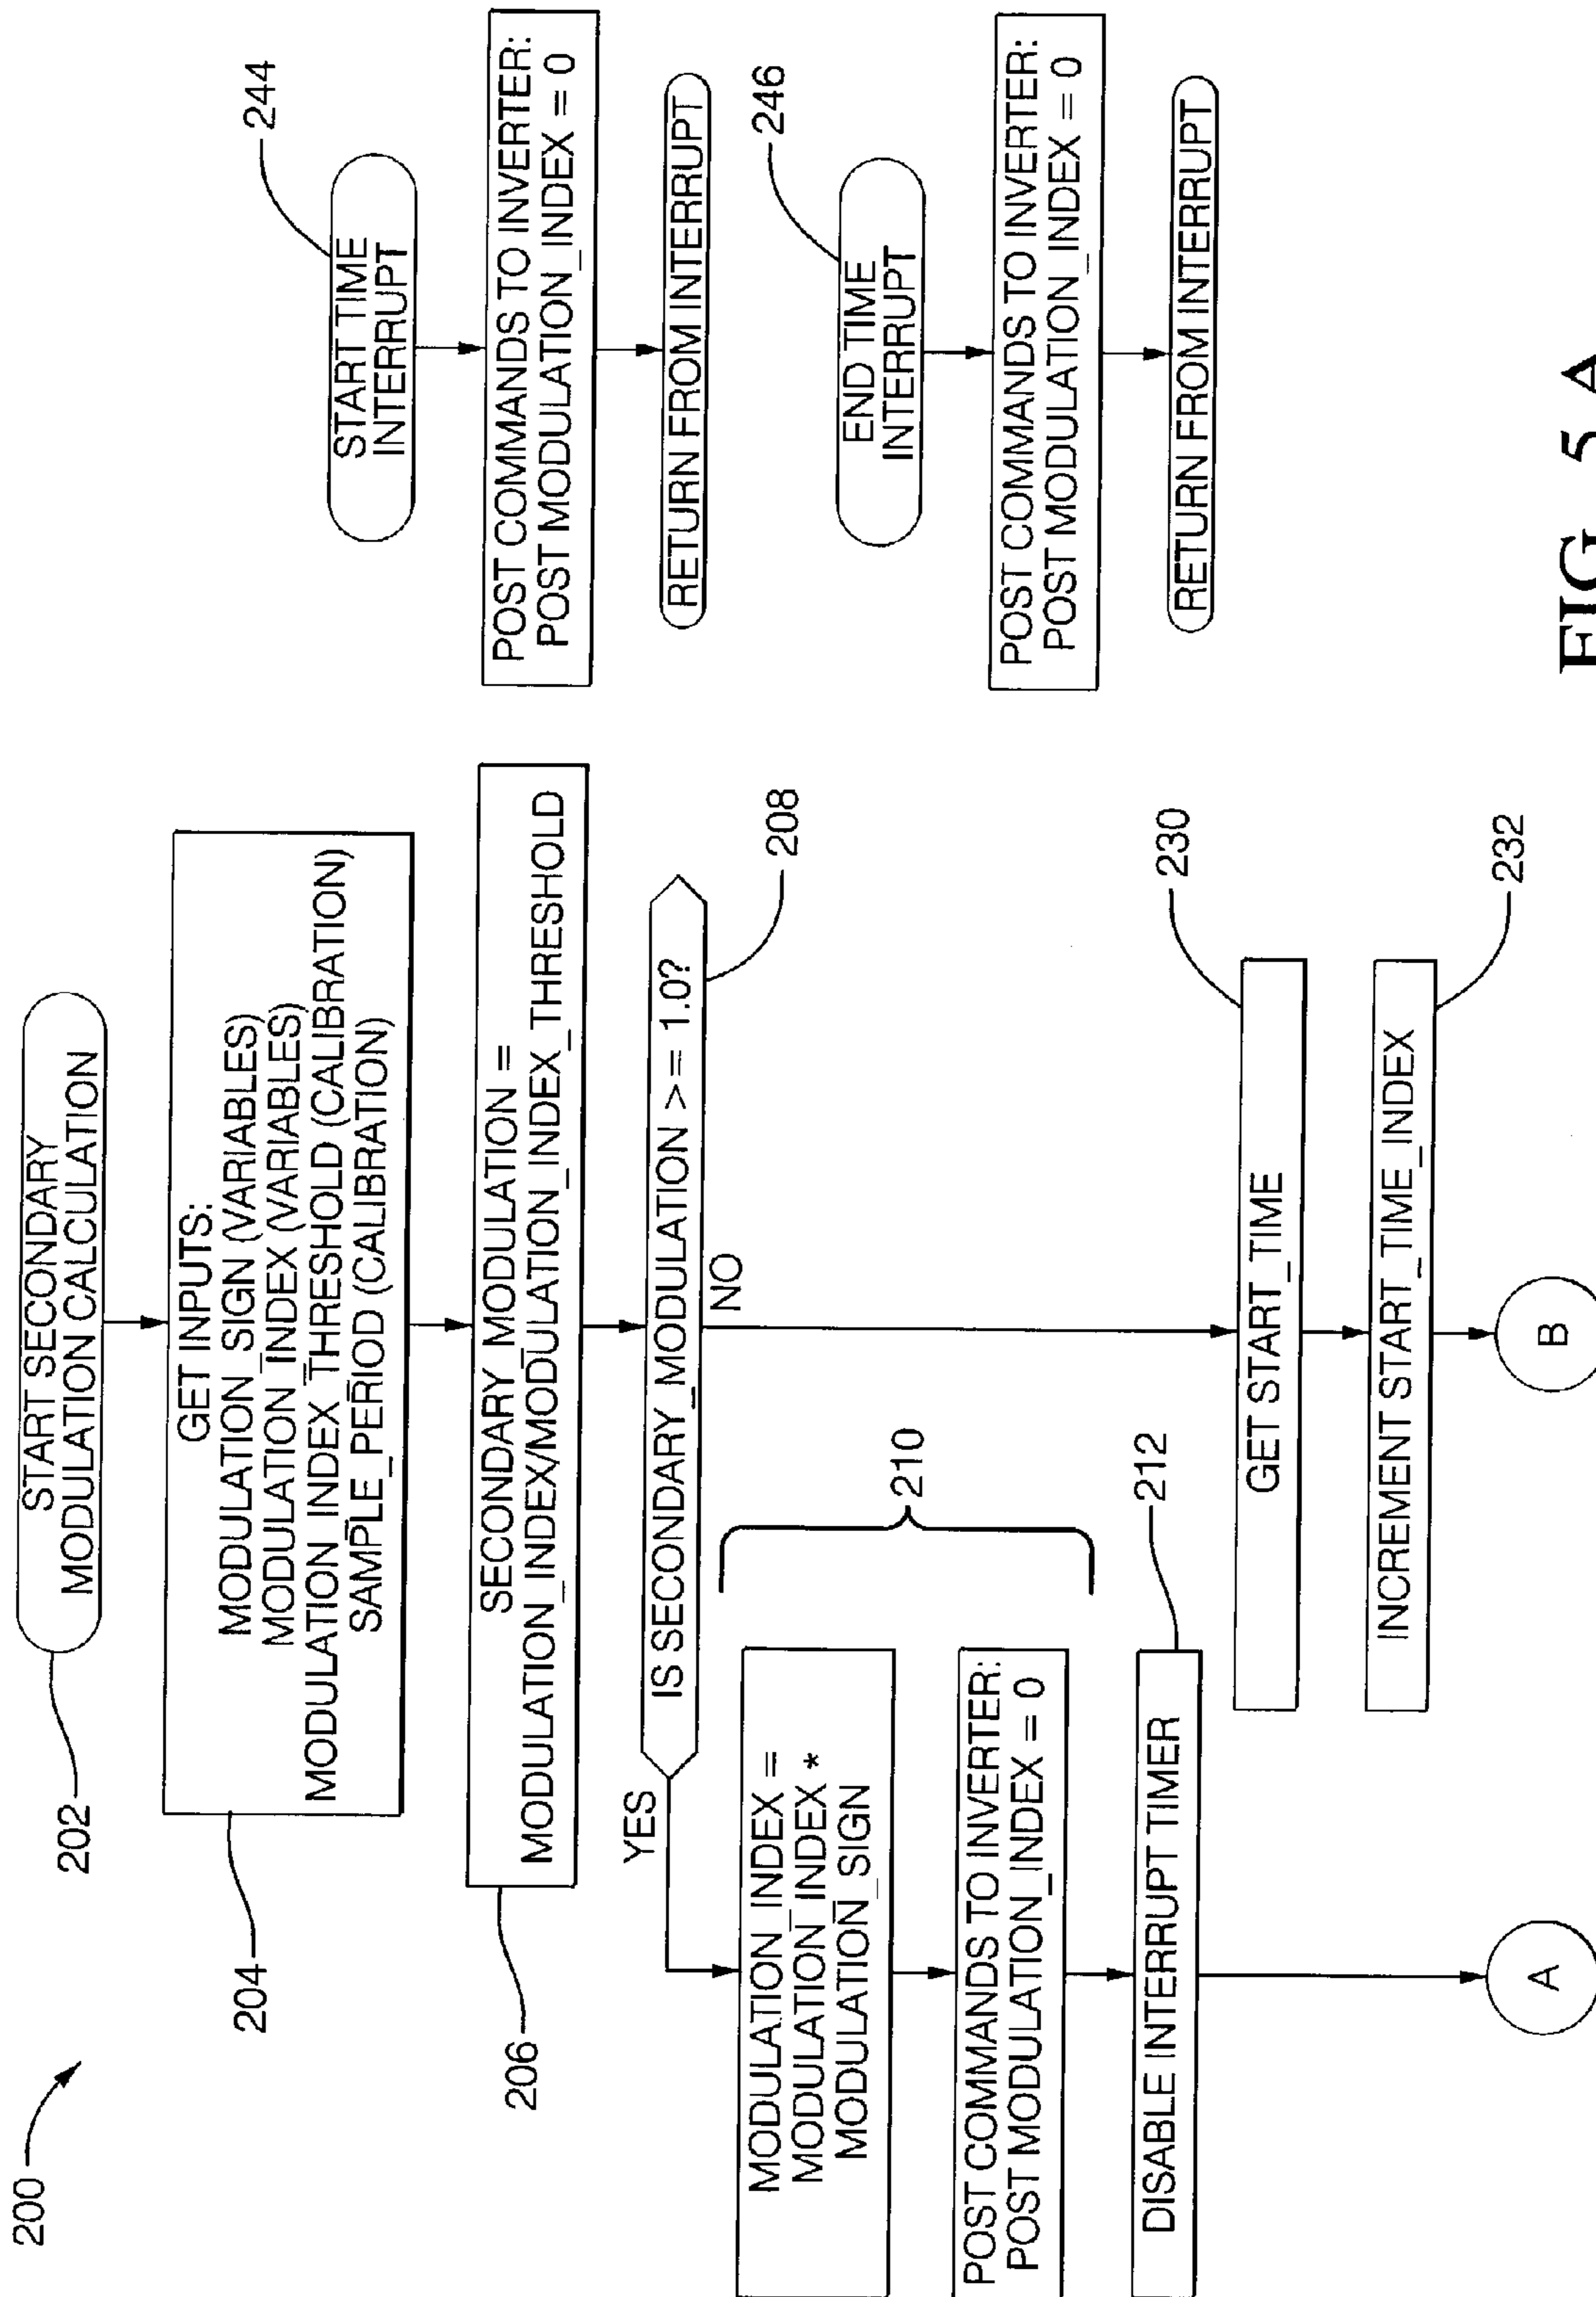 200
202
START SECONDARY
MODULATION CALCULATION
204
GET INPUTS:
MODULATION_SIGN (VARIABLES)
MODULATION_INDEX (VARIABLES)
MODULATION_INDEX_THRESHOLD (CALIBRATION)
SAMPLE_PERIOD (CALIBRATION)
206
SECONDARY_MODULATION =
MODULATION_INDEX/MODULATION_INDEX_THRESHOLD
IS SECONDARY_MODULATION >= 1.0?
208
YES
NO
MODULATION_INDEX =
MODULATION_INDEX *
MODULATION_SIGN
210
POST COMMANDS TO INVERTER:
POST MODULATION_INDEX = 0
DISABLE INTERRUPT TIMER
212
A
GET START_TIME
230
INCREMENT START_TIME_INDEX
232
B
START TIME
INTERRUPT
244
POST COMMANDS TO INVERTER:
POST MODULATION_INDEX = 0
RETURN FROM INTERRUPT
END TIME
INTERRUPT
246
POST COMMANDS TO INVERTER:
POST MODULATION_INDEX = 0
RETURN FROM INTERRUPT
FIG. 5 A